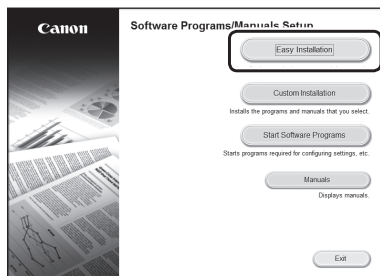 Canon
Software Programs/Manuals Setup
Easy Installation
Custom Installation
Installs the programs and manuals that you select.
Start Software Programs
Starts programs required for configuring settings, etc.
Manuals
Displays manuals.
Exit